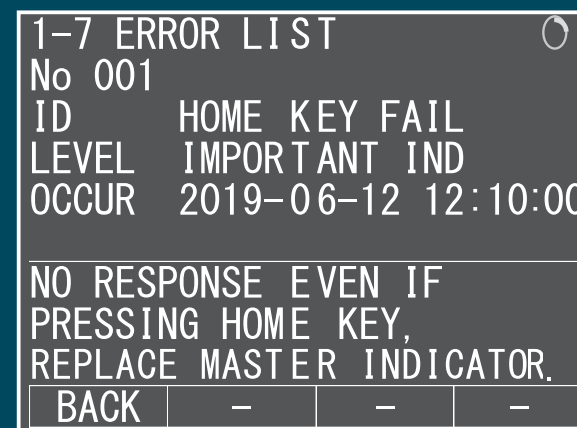 1-7 ERROR LIST
No 001
ID HOME KEY FAIL
LEVEL IMPORTANT IND
OCCUR 2019-06-12 12:10:00
NO RESPONSE EVEN IF
PRESSING HOME KEY,
REPLACE MASTER INDICATOR.
BACK - - -